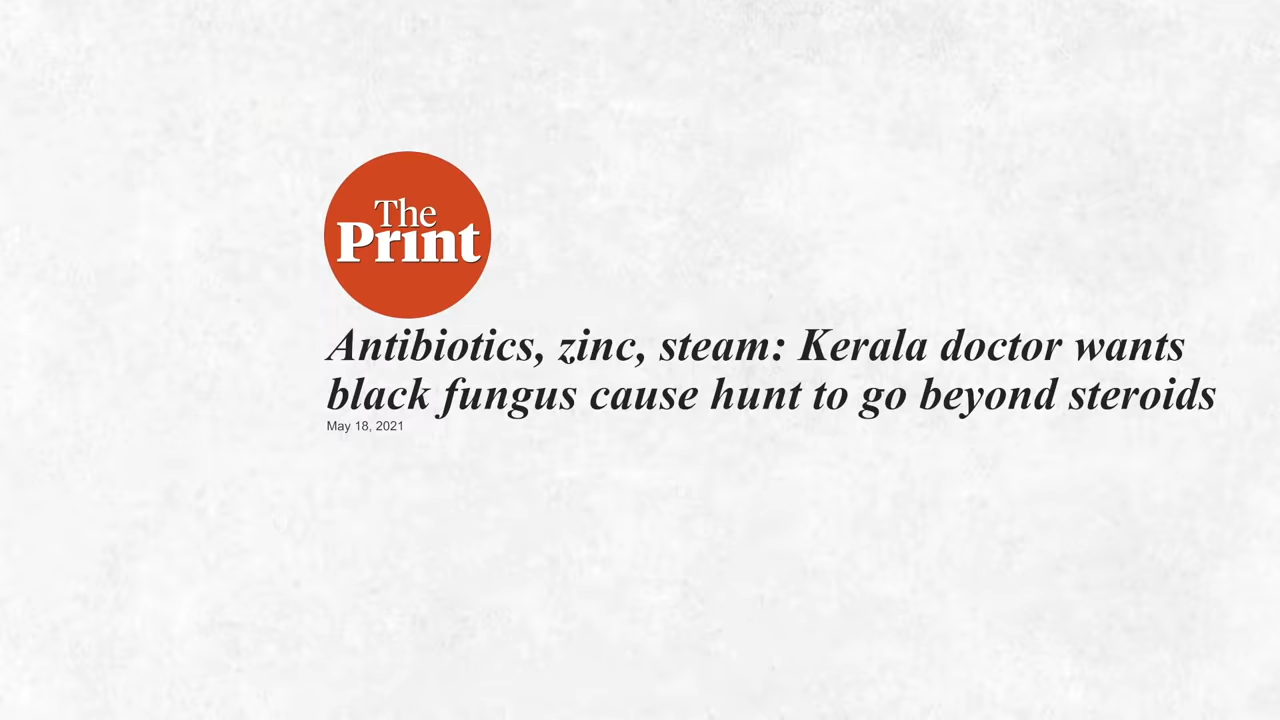 The
Print
Antibiotics, zinc, steam: Kerala doctor wants
black fungus cause hunt to go beyond steroids
May 18, 2021